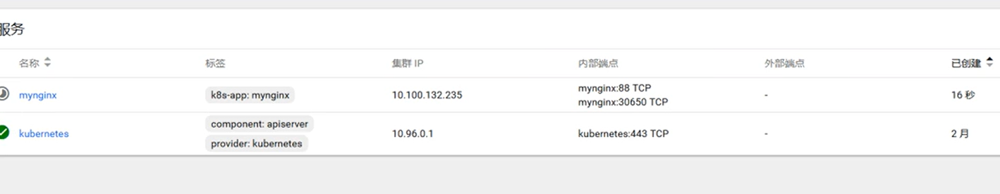 服务
名称 标签 集群 IP 内部端点 外部端点 已创建
mynginx k8s-app: mynginx 10.100.132.235 mynginx:88 TCP - 16 秒
mynginx:30650 TCP
kubernetes component: apiserver 10.96.0.1 kubernetes:443 TCP - 2 月
provider: kubernetes